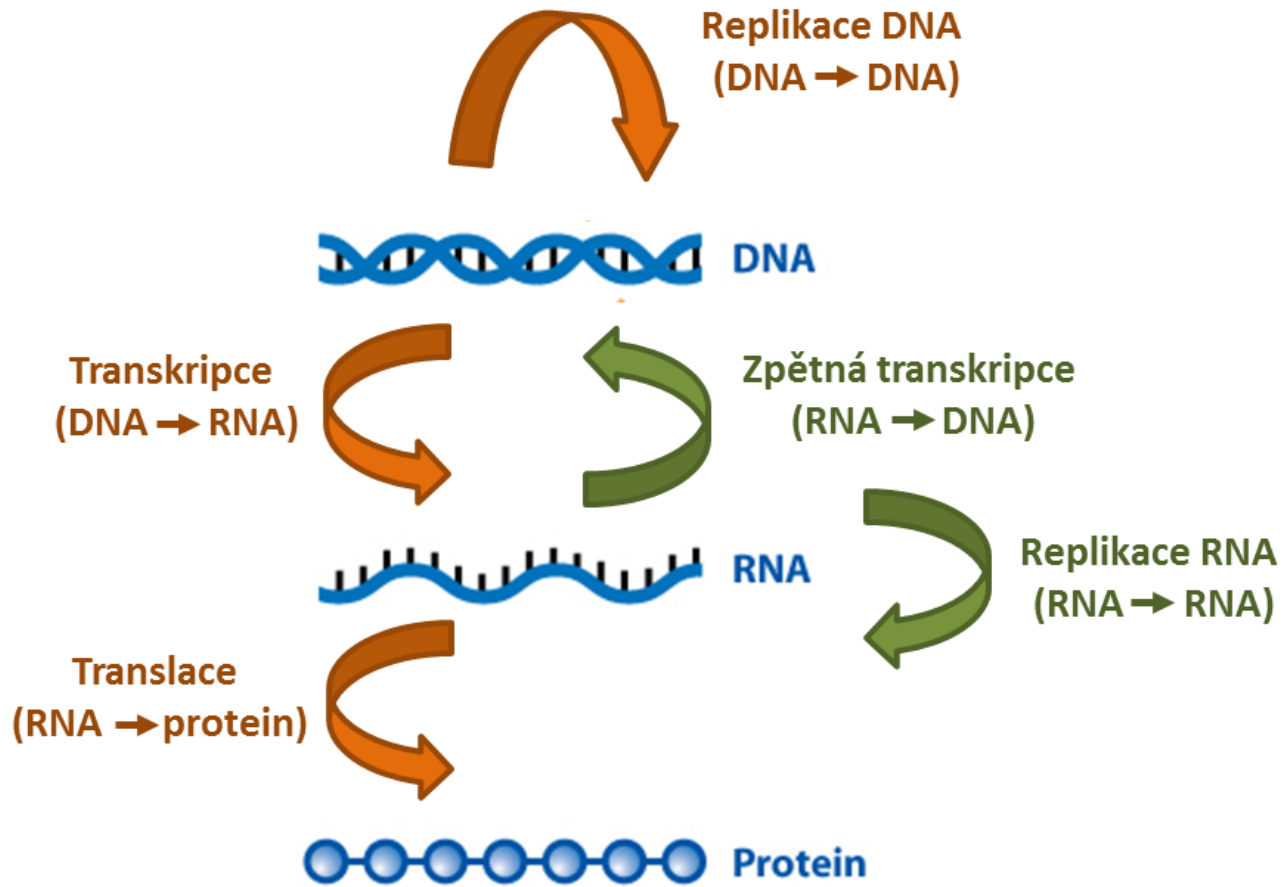 Replikace DNA
(DNA → DNA)
DNA
Transkripce
(DNA → RNA)
Zpětná transkripce
(RNA → DNA)
RNA
Replikace RNA
(RNA → RNA)
Translace
(RNA → protein)
Protein